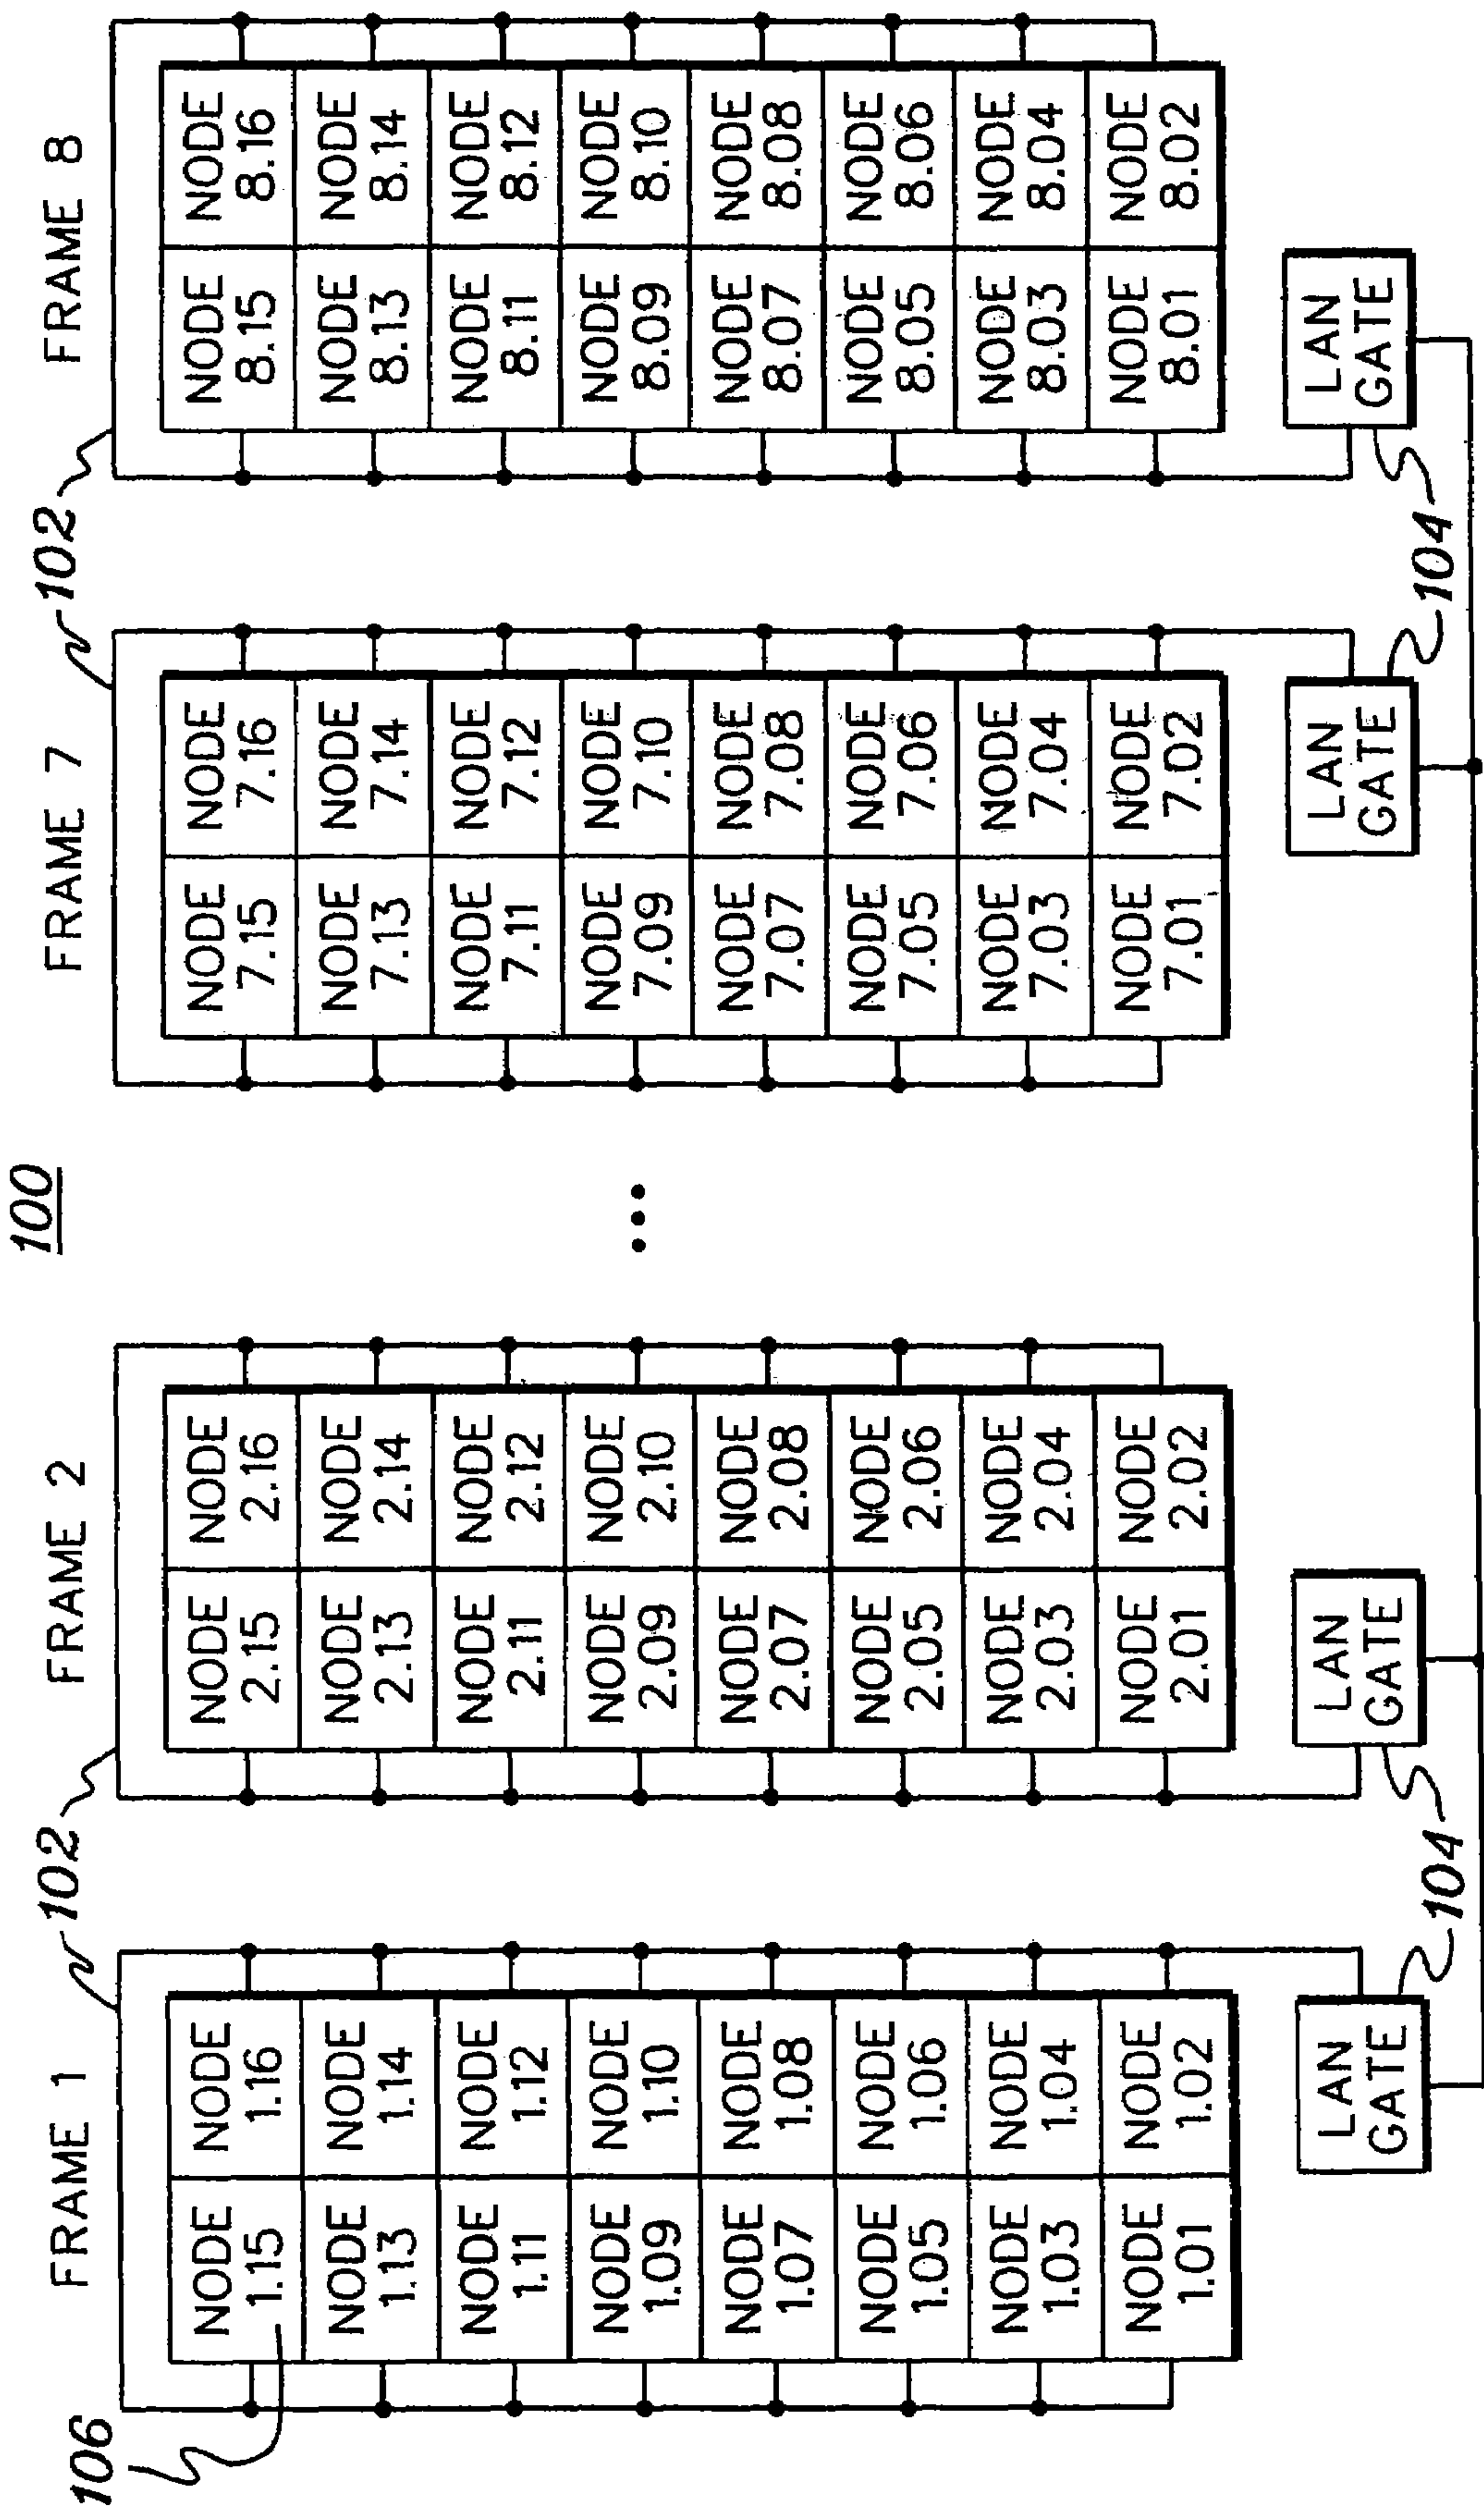 100
FRAME 1
FRAME 2
FRAME 7
FRAME 8
102
102
106
NODE 1.15
NODE 1.16
NODE 1.13
NODE 1.14
NODE 1.11
NODE 1.12
NODE 1.09
NODE 1.10
NODE 1.07
NODE 1.08
NODE 1.05
NODE 1.06
NODE 1.03
NODE 1.04
NODE 1.01
NODE 1.02
NODE 2.15
NODE 2.16
NODE 2.13
NODE 2.14
NODE 2.11
NODE 2.12
NODE 2.09
NODE 2.10
NODE 2.07
NODE 2.08
NODE 2.05
NODE 2.06
NODE 2.03
NODE 2.04
NODE 2.01
NODE 2.02
...
NODE 7.15
NODE 7.16
NODE 7.13
NODE 7.14
NODE 7.11
NODE 7.12
NODE 7.09
NODE 7.10
NODE 7.07
NODE 7.08
NODE 7.05
NODE 7.06
NODE 7.03
NODE 7.04
NODE 7.01
NODE 7.02
NODE 8.15
NODE 8.16
NODE 8.13
NODE 8.14
NODE 8.11
NODE 8.12
NODE 8.09
NODE 8.10
NODE 8.07
NODE 8.08
NODE 8.05
NODE 8.06
NODE 8.03
NODE 8.04
NODE 8.01
NODE 8.02
LAN GATE
LAN GATE
LAN GATE
LAN GATE
104
104